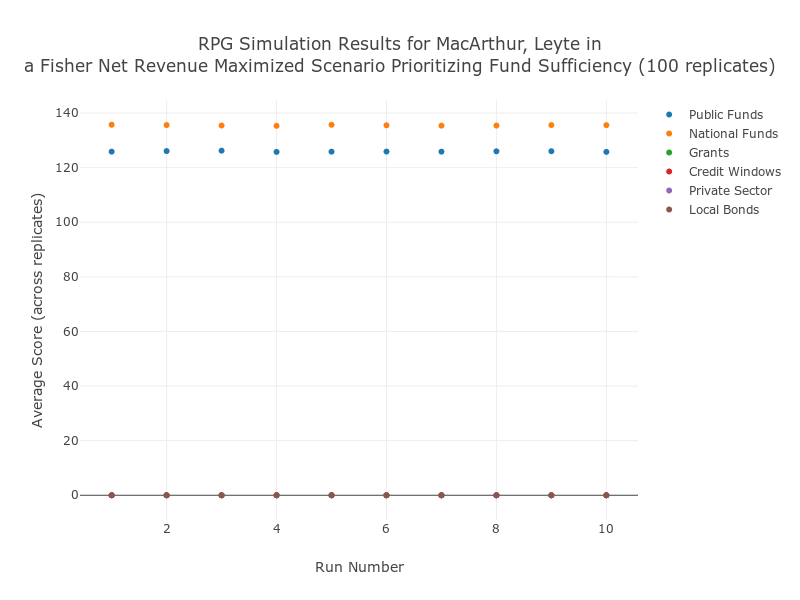 RPG Simulation Results for MacArthur, Leyte in
a Fisher Net Revenue Maximized Scenario Prioritizing Fund Sufficiency (100 replicates)
140
120
100
80
60
40
20
0
Average Score (across replicates)
2
4
6
8
10
Run Number
Public Funds
National Funds
Grants
Credit Windows
Private Sector
Local Bonds